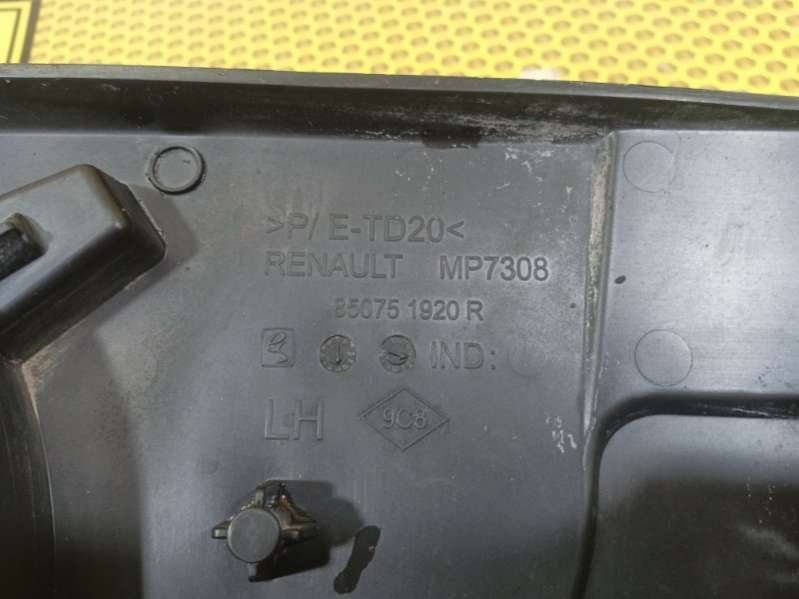 >P/ E-TD20<
RENAULT MP7308
85075 1920 R
IND:
LH 9C8